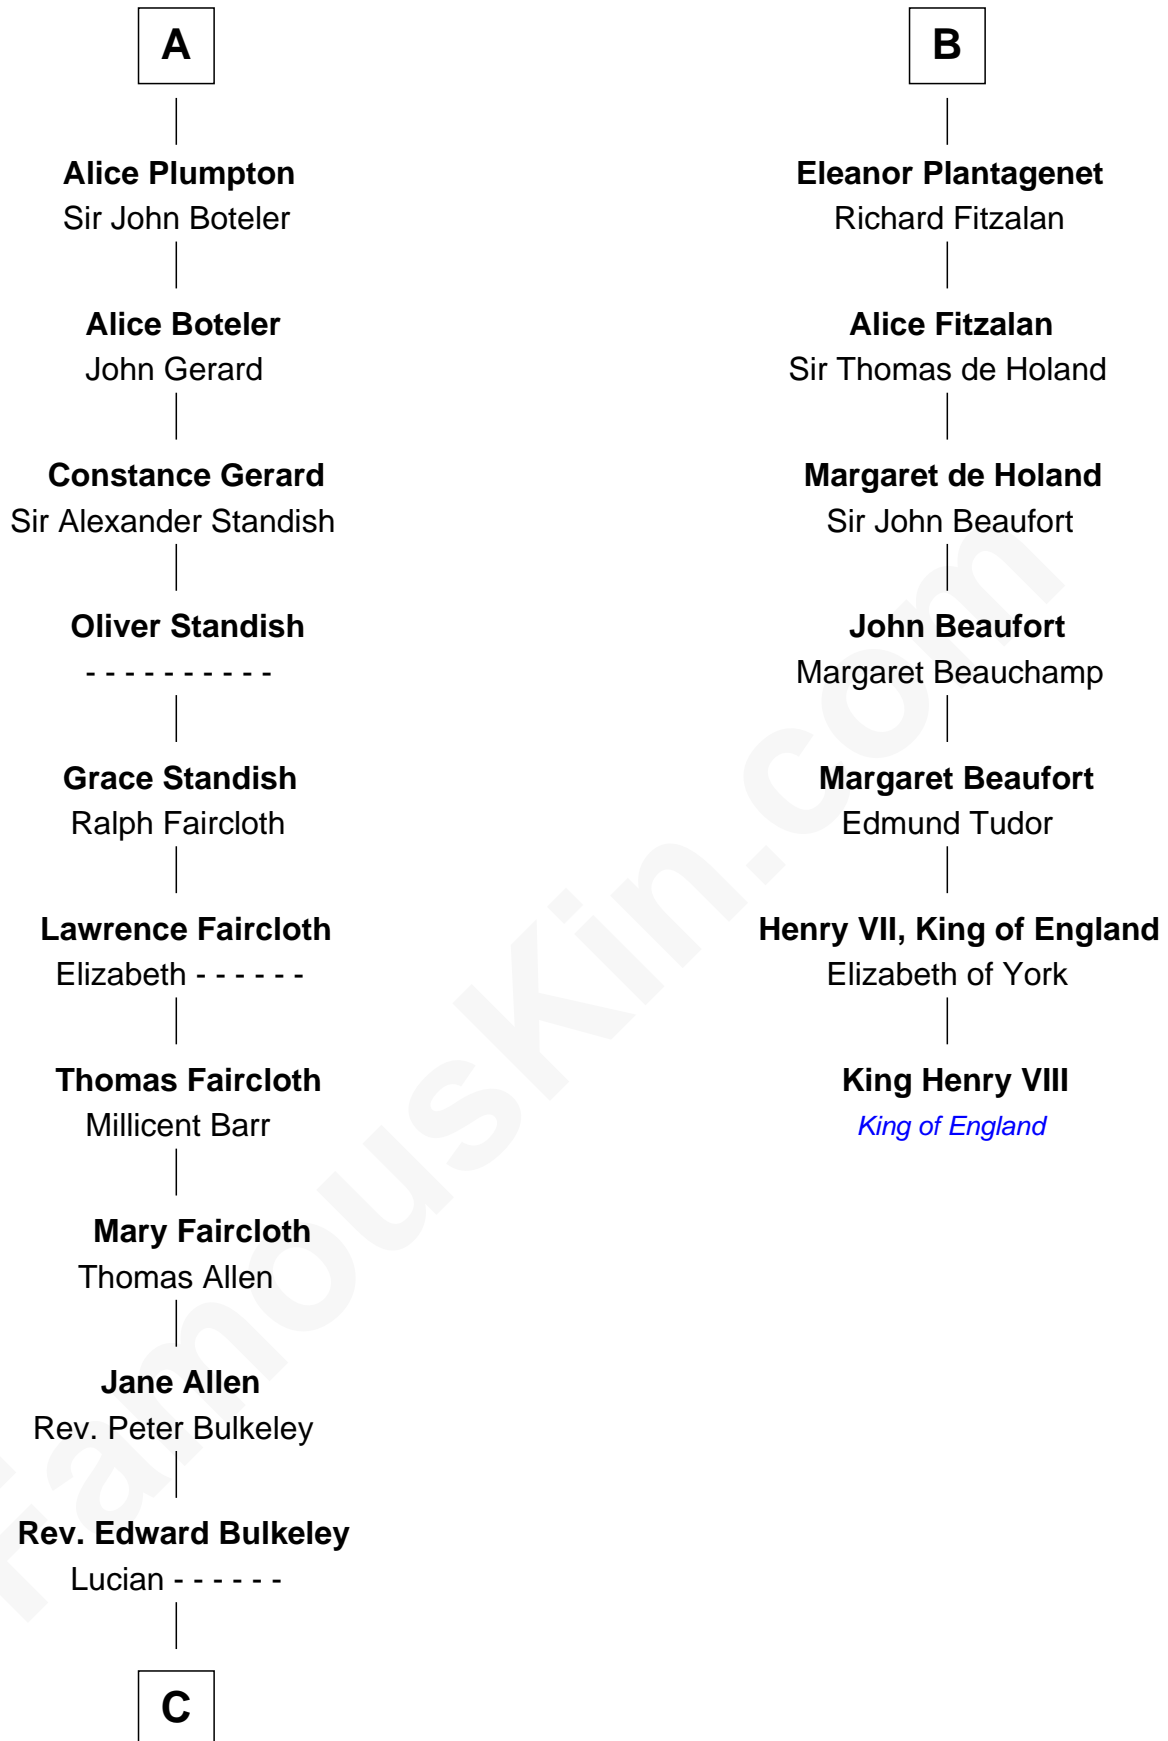 A
Alice Plumpton
Sir John Boteler
Alice Boteler
John Gerard
Constance Gerard
Sir Alexander Standish
Oliver Standish
- - - - - - - - - -
Grace Standish
Ralph Faircloth
Lawrence Faircloth
Elizabeth - - - - - -
Thomas Faircloth
Millicent Barr
Mary Faircloth
Thomas Allen
Jane Allen
Rev. Peter Bulkeley
Rev. Edward Bulkeley
Lucian - - - - - -
C
B
Eleanor Plantagenet
Richard Fitzalan
Alice Fitzalan
Sir Thomas de Holand
Margaret de Holand
Sir John Beaufort
John Beaufort
Margaret Beauchamp
Margaret Beaufort
Edmund Tudor
Henry VII, King of England
Elizabeth of York
King Henry VIII
King of England
FamousKin.com